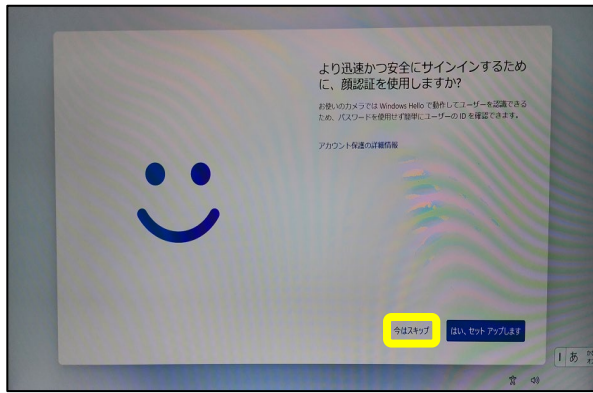 より迅速かつ安全にサインインするため
に、顔認証を使用しますか?
お使いのカメラでは Windows Hello で動作してユーザーを認識できる
ため、パスワードを使用せず簡単にユーザーの ID を確認できます。
アカウント保護の詳細情報
今はスキップ
はい、セット アップします
あ